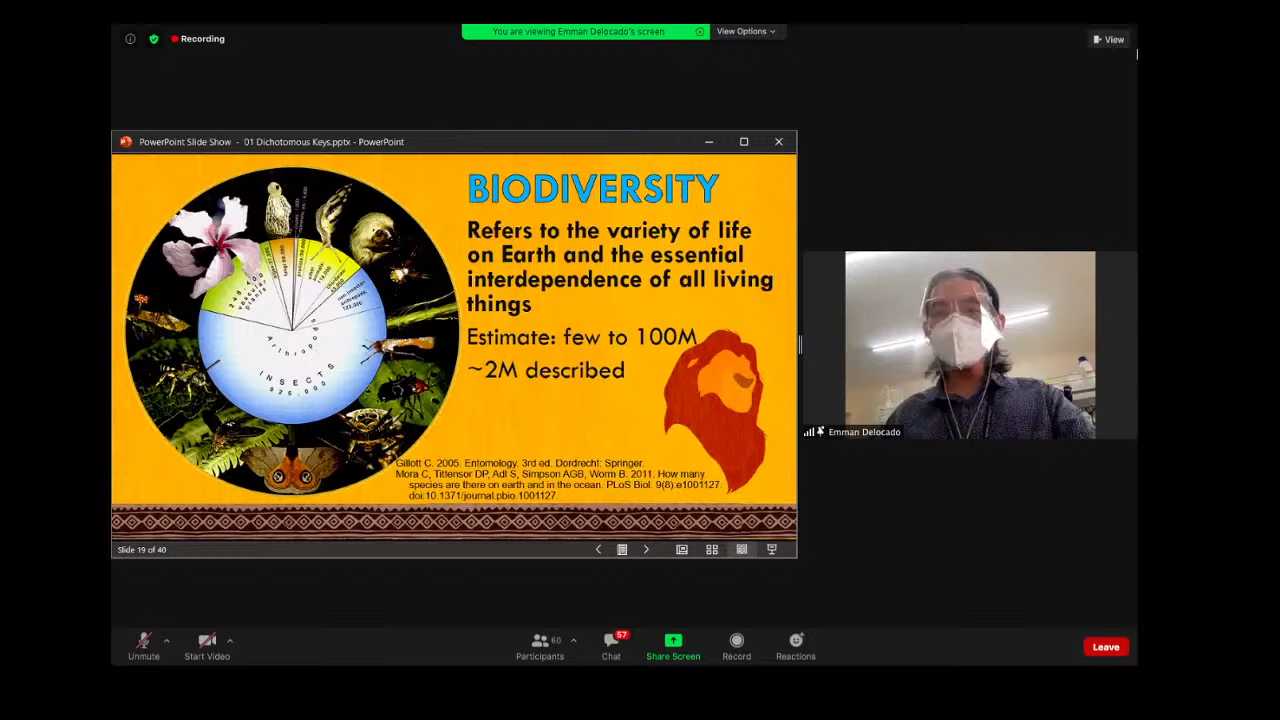 You are viewing Emman Delocado's screen
View Options
Recording
View
PowerPoint Slide Show - 01 Dichotomous Keys.pptx - PowerPoint
BIODIVERSITY
Refers to the variety of life
on Earth and the essential
interdependence of all living
things
Estimate: few to 100M
~2M described
Arthropods
INSECTS
925,000
Gillott C. 2005. Entomology. 3rd ed. Dordrecht: Springer.
Mora C, Tittensor DP, Adl S, Simpson AGB, Worm B. 2011. How many
species are there on earth and in the ocean. PLoS Biol. 9(8):e1001127.
doi:10.1371/journal.pbio.1001127.
Slide 19 of 40
Emman Delocado
Unmute
Start Video
60
Participants
57
Chat
Share Screen
Record
Reactions
Leave